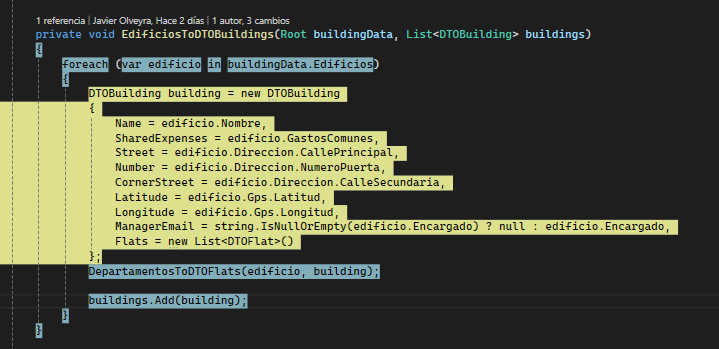 1 referencia | Javier Olveyra, Hace 2 días | 1 autor, 3 cambios
private void EdificiosToDTOBuildings(Root buildingData, List<DTOBuilding> buildings)
{
foreach (var edificio in buildingData.Edificios)
{
DTOBuilding building = new DTOBuilding
{
Name = edificio.Nombre,
SharedExpenses = edificio.GastosComunes,
Street = edificio.Direccion.CallePrincipal,
Number = edificio.Direccion.NumeroPuerta,
CornerStreet = edificio.Direccion.CalleSecundaria,
Latitude = edificio.Gps.Latitud,
Longitude = edificio.Gps.Longitud,
ManagerEmail = string.IsNullOrEmpty(edificio.Encargado) ? null : edificio.Encargado,
Flats = new List<DTOFlat>()
};
DepartamentosToDTOFlats(edificio, building);
buildings.Add(building);
}
}